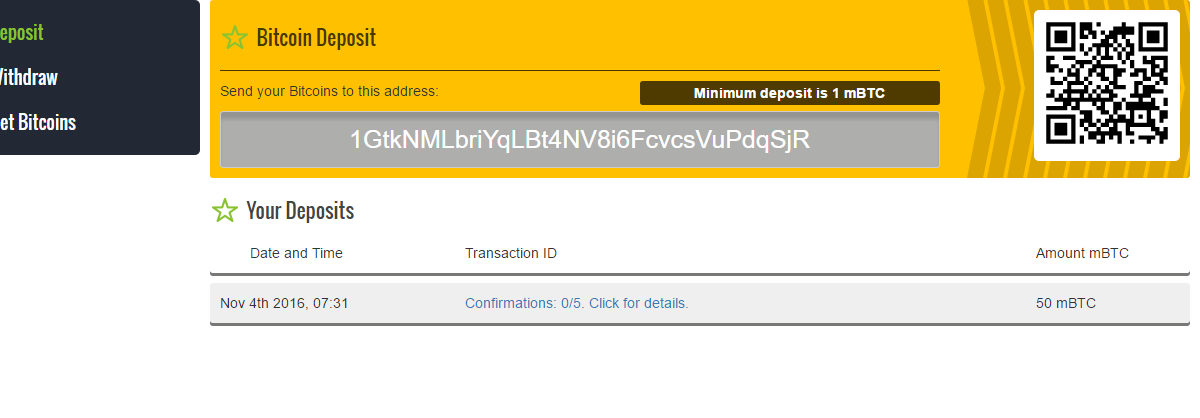 eposit
Withdraw
et Bitcoins
Bitcoin Deposit
Send your Bitcoins to this address:
Minimum deposit is 1 mBTC
1GtkNMLbriYqLBt4NV8i6FcvcsVuPdqSjR
Your Deposits
Date and Time Transaction ID Amount mBTC
Nov 4th 2016, 07:31 Confirmations: 0/5. Click for details. 50 mBTC